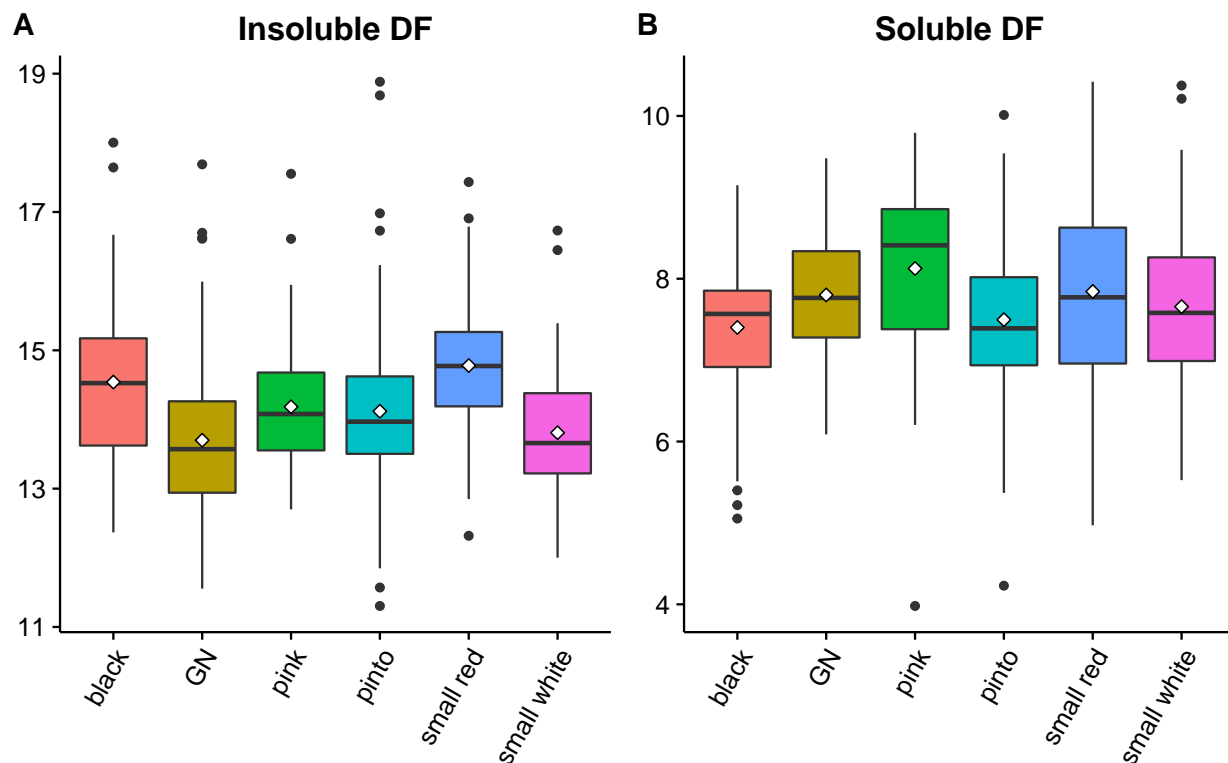 A
Insoluble DF
19
17
15
13
11
black
GN
pink
pinto
small red
small white
B
Soluble DF
10
8
6
4
black
GN
pink
pinto
small red
small white